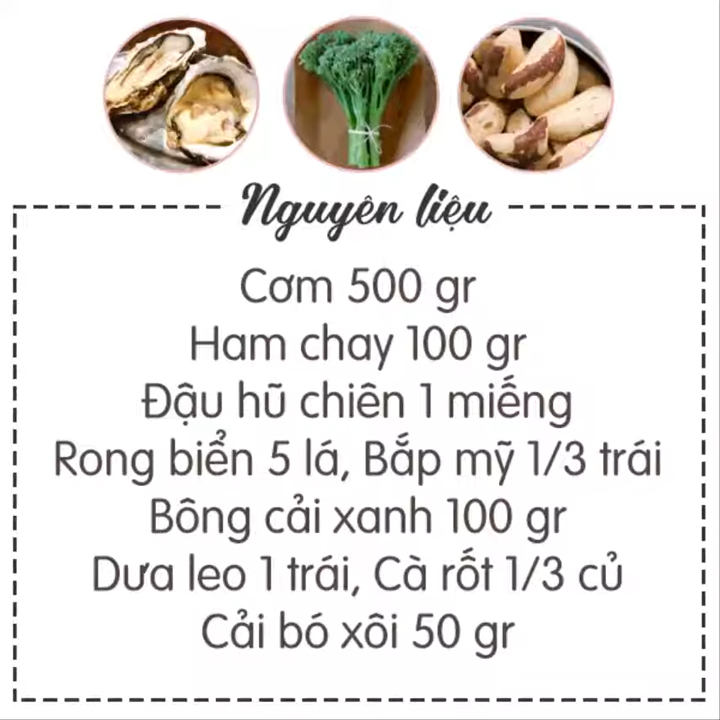 Nguyên liệu
Cơm 500 gr
Ham chay 100 gr
Đậu hũ chiên 1 miếng
Rong biển 5 lá, Bắp mỹ 1/3 trái
Bông cải xanh 100 gr
Dưa leo 1 trái, Cà rốt 1/3 củ
Cải bó xôi 50 gr